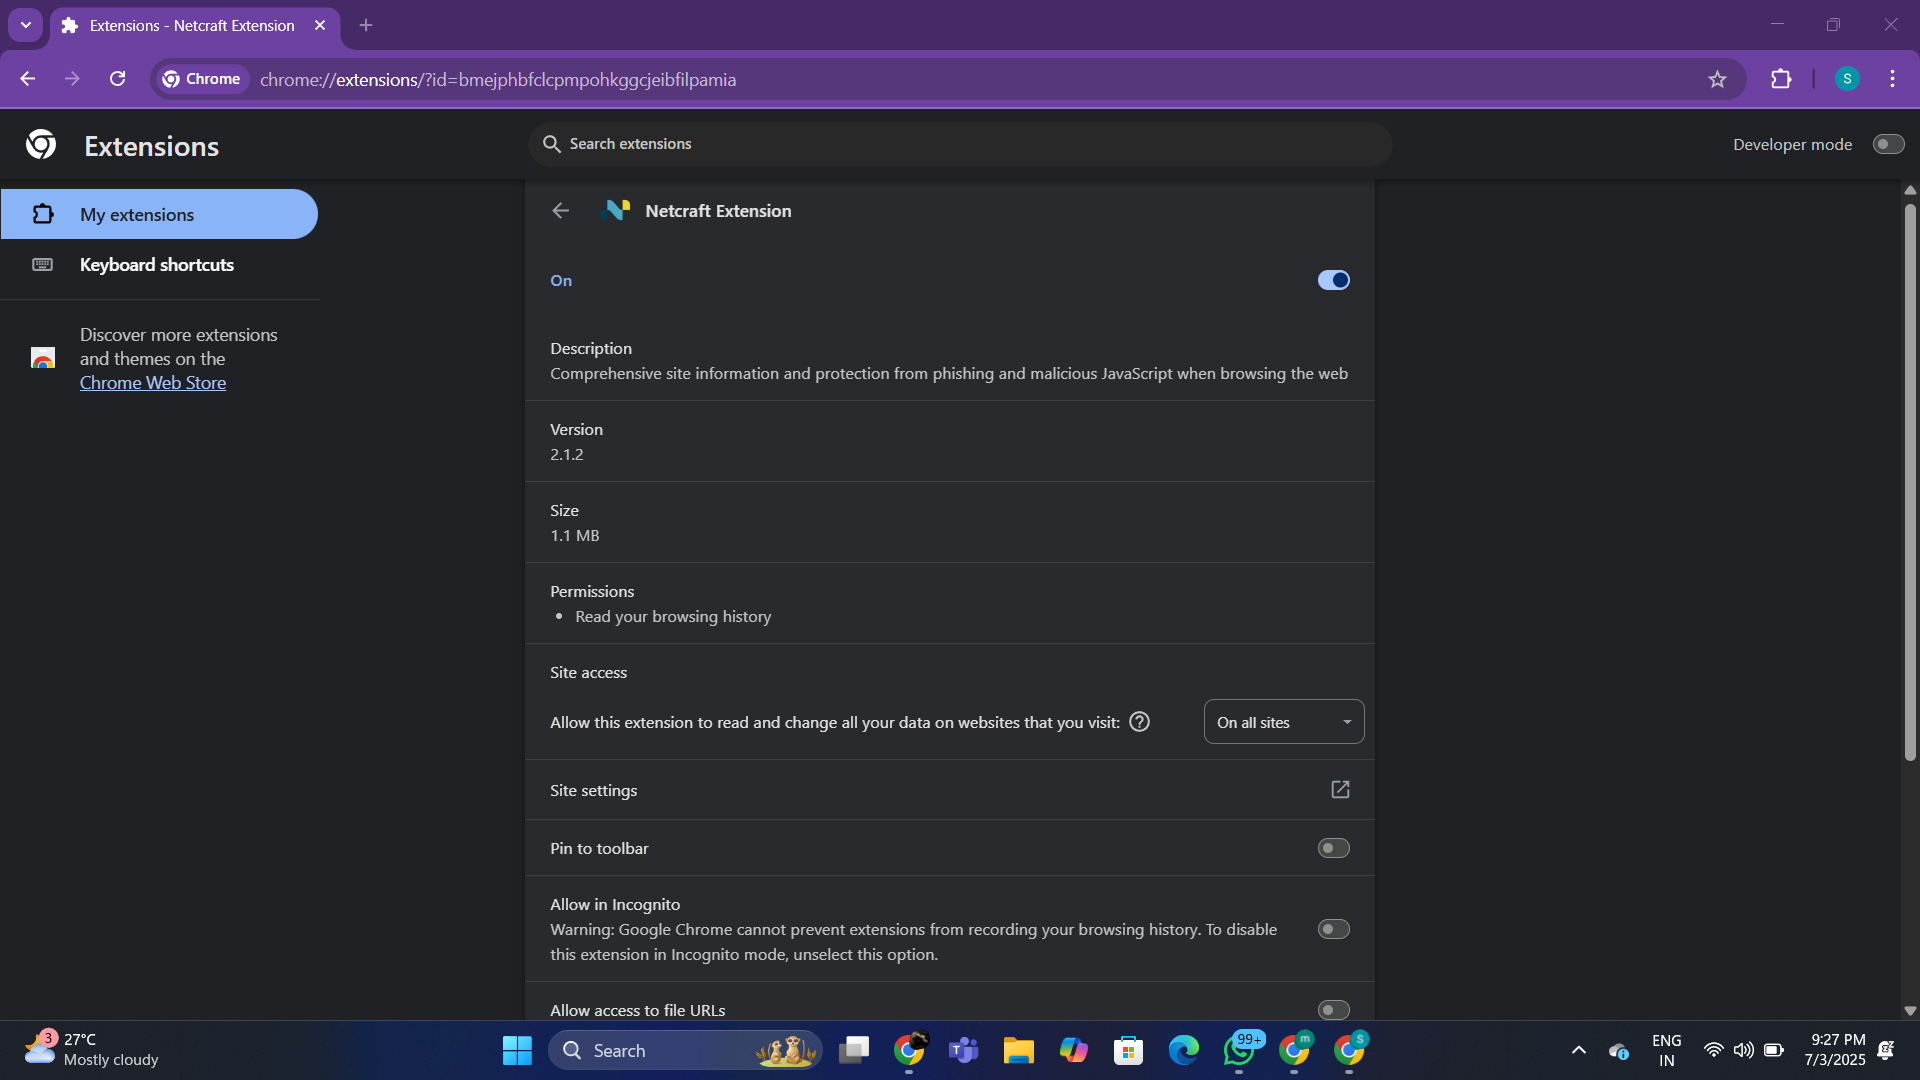 Extensions - Netcraft Extension
Chrome
chrome://extensions/?id=bmejphbfclcpmpohkggcjeibfilpamia
S
Extensions
Search extensions
Developer mode
My extensions
Keyboard shortcuts
Discover more extensions
and themes on the
Chrome Web Store
Netcraft Extension
On
Description
Comprehensive site information and protection from phishing and malicious JavaScript when browsing the web
Version
2.1.2
Size
1.1 MB
Permissions
• Read your browsing history
Site access
Allow this extension to read and change all your data on websites that you visit:
On all sites
Site settings
Pin to toolbar
Allow in Incognito
Warning: Google Chrome cannot prevent extensions from recording your browsing history. To disable
this extension in Incognito mode, unselect this option.
Allow access to file URLs
3
27°C
Mostly cloudy
Search
T
99+
m
S
ENG
IN
9:27 PM
7/3/2025